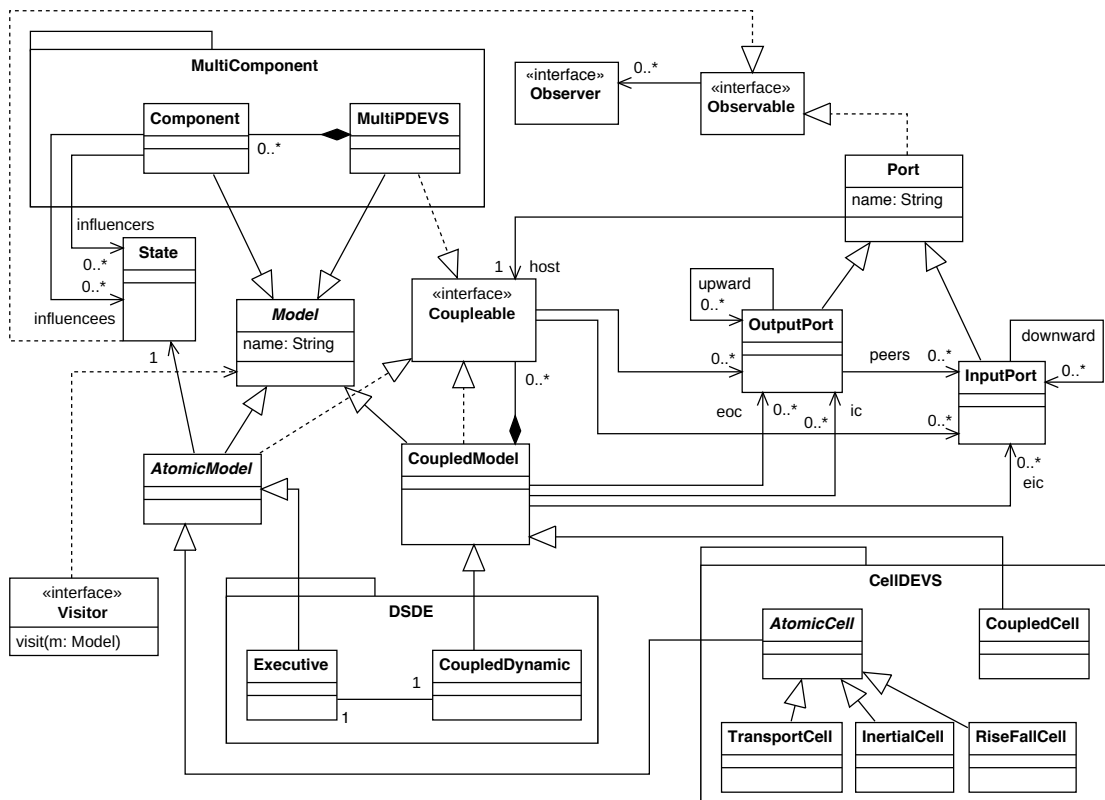 MultiComponent
Component
MultiPDEVS
0..*
«interface»
Observer
0..*
«interface»
Observable
Port
name: String
influencers
0..*
0..*
influencees
State
1
1
host
«interface»
Coupleable
Model
name: String
upward
0..*
OutputPort
0..*
peers
0..*
downward
0..*
InputPort
0..*
0..*
eoc
0..*
ic
0..*
0..*
eic
AtomicModel
CoupledModel
«interface»
Visitor
visit(m: Model)
DSDE
Executive
1
1
CoupledDynamic
CellDEVS
AtomicCell
CoupledCell
TransportCell
InertialCell
RiseFallCell